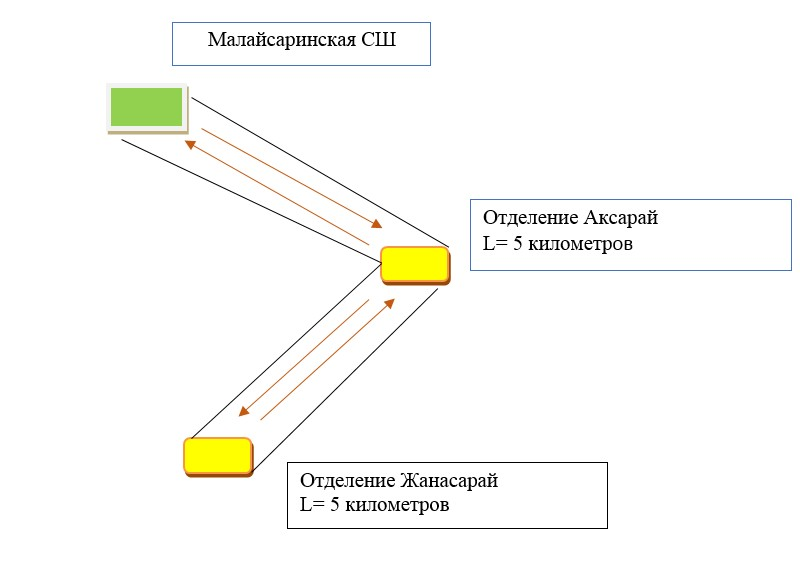 Малайсаринская СШ
Отделение Аксарай
L= 5 километров
Отделение Жанасарай
L= 5 километров